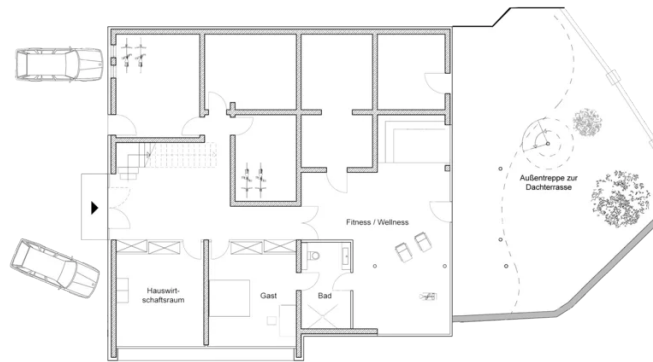 Außentreppe zur
Dachterrasse
Fitness / Wellness
Hauswirt-
schaftsraum
Gast
Bad